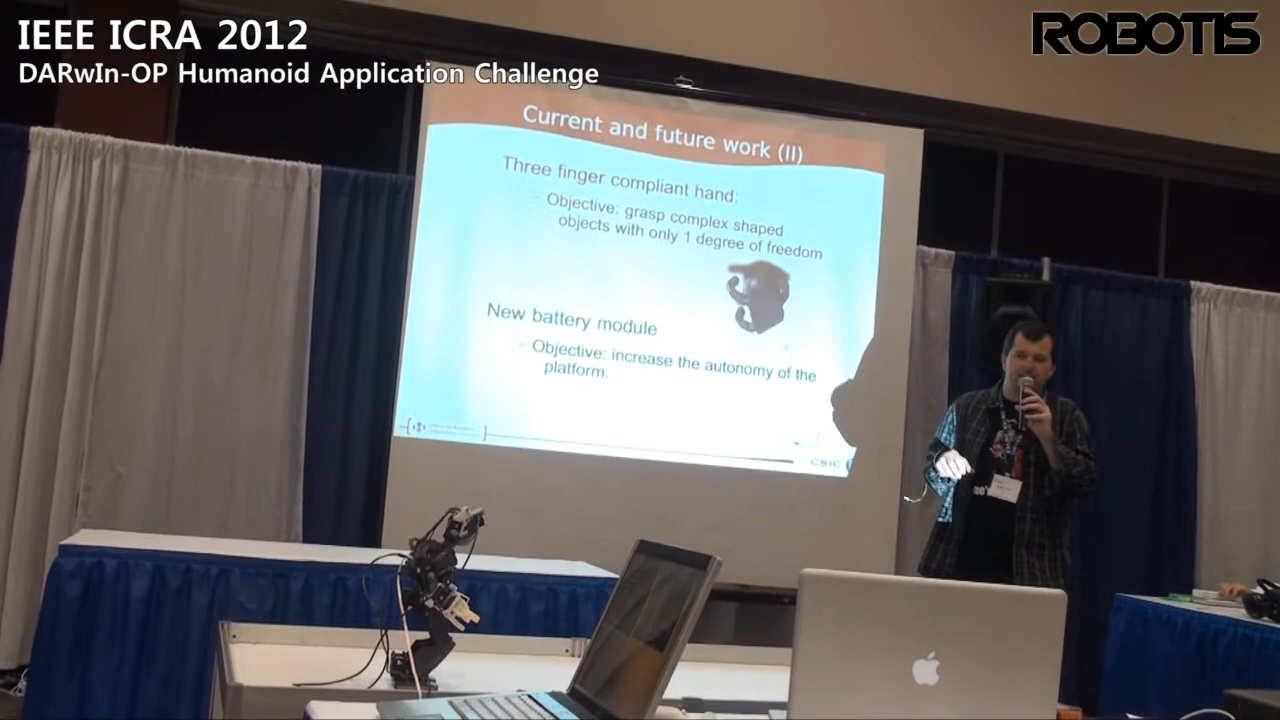 IEEE ICRA 2012
DARwIn-OP Humanoid Application Challenge
ROBOTIS
Current and future work (II)
Three finger compliant hand:
– Objective: grasp complex shaped
objects with only 1 degree of freedom
New battery module
– Objective: increase the autonomy of the
platform.
CSIC